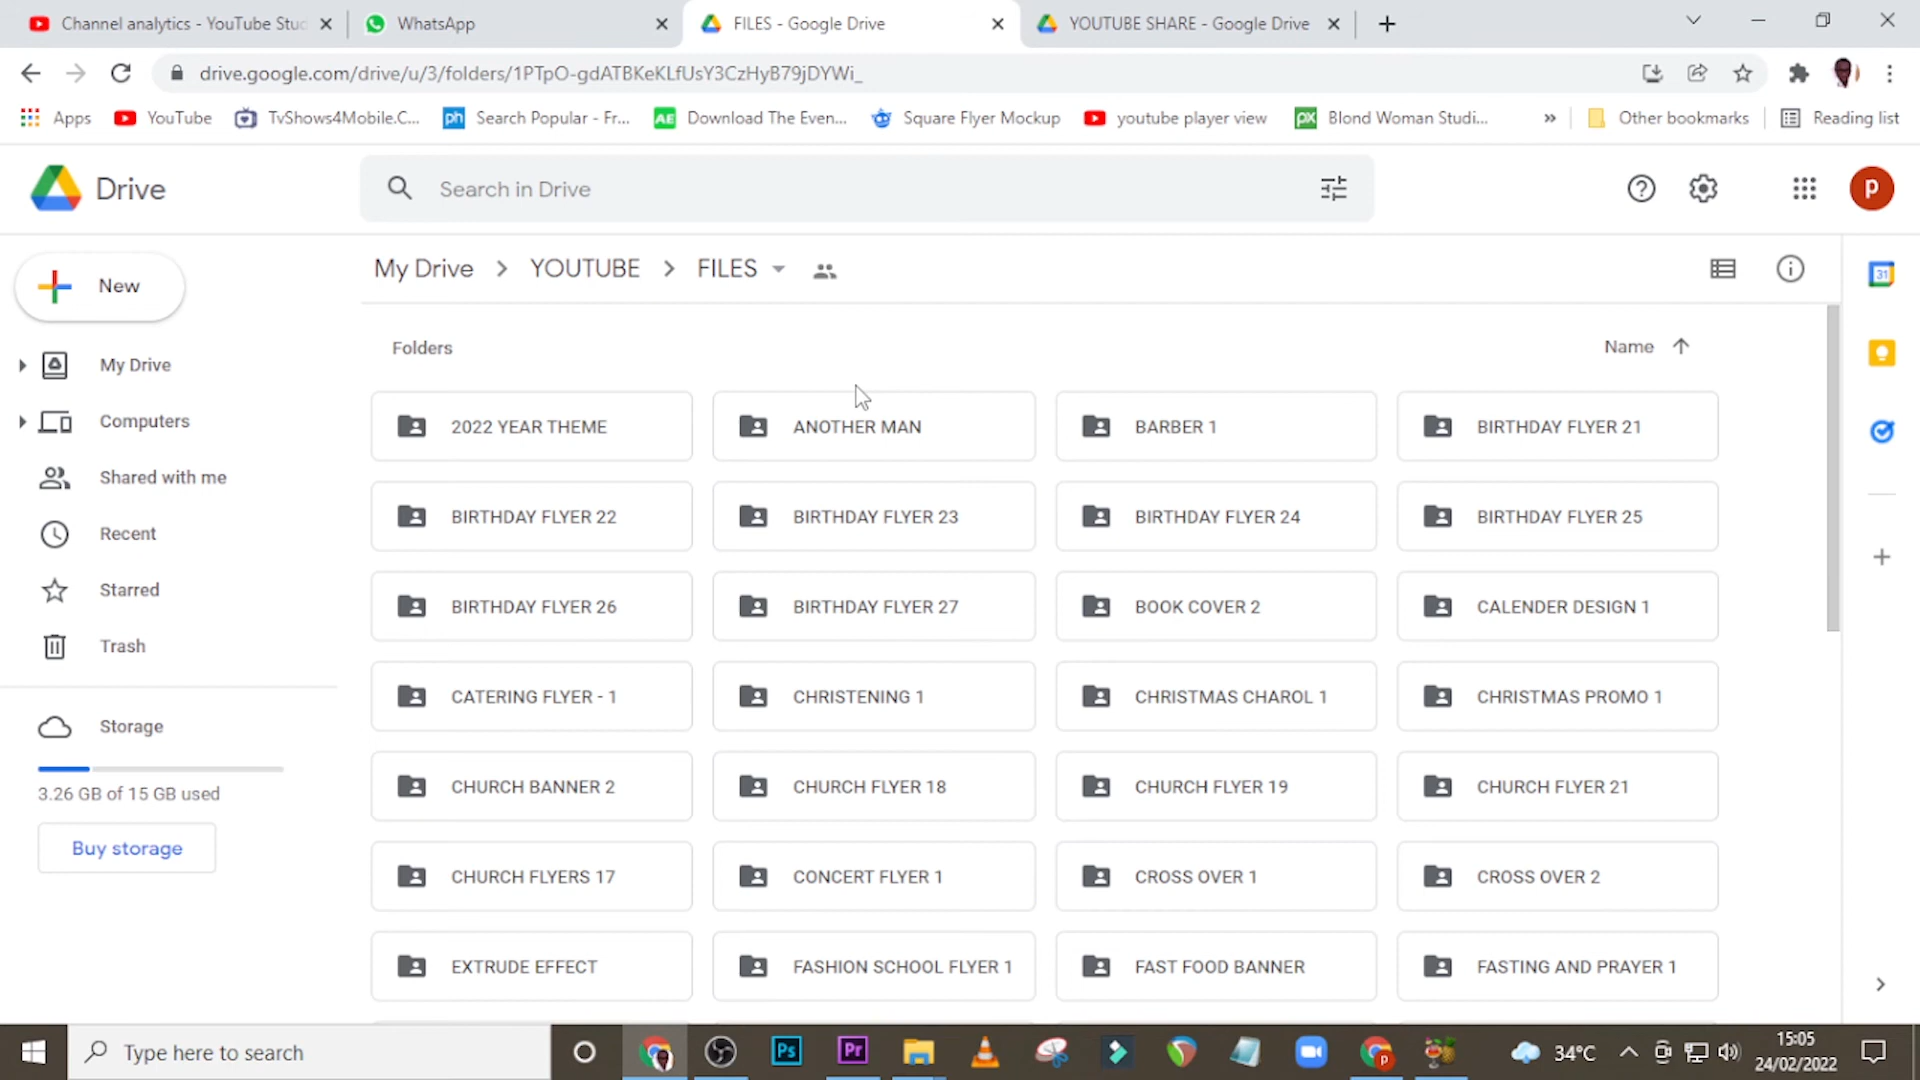 Channel analytics - YouTube Stuc
WhatsApp
FILES - Google Drive
YOUTUBE SHARE - Google Drive
drive.google.com/drive/u/3/folders/1PTpO-gdATBKeKLfUsY3CzHyB79jDYWi_
Apps
YouTube
TvShows4Mobile.C...
ph Search Popular - Fr...
AE Download The Even...
Square Flyer Mockup
youtube player view
px Blond Woman Studi...
»
Other bookmarks
Reading list
Drive
Search in Drive
p
New
My Drive > YOUTUBE > FILES
31
My Drive
Computers
Shared with me
Recent
Starred
Trash
Storage
3.26 GB of 15 GB used
Buy storage
Folders
Name
2022 YEAR THEME
ANOTHER MAN
BARBER 1
BIRTHDAY FLYER 21
BIRTHDAY FLYER 22
BIRTHDAY FLYER 23
BIRTHDAY FLYER 24
BIRTHDAY FLYER 25
BIRTHDAY FLYER 26
BIRTHDAY FLYER 27
BOOK COVER 2
CALENDER DESIGN 1
CATERING FLYER - 1
CHRISTENING 1
CHRISTMAS CHAROL 1
CHRISTMAS PROMO 1
CHURCH BANNER 2
CHURCH FLYER 18
CHURCH FLYER 19
CHURCH FLYER 21
CHURCH FLYERS 17
CONCERT FLYER 1
CROSS OVER 1
CROSS OVER 2
EXTRUDE EFFECT
FASHION SCHOOL FLYER 1
FAST FOOD BANNER
FASTING AND PRAYER 1
Type here to search
Ps
Pr
p
34°C
15:05
24/02/2022